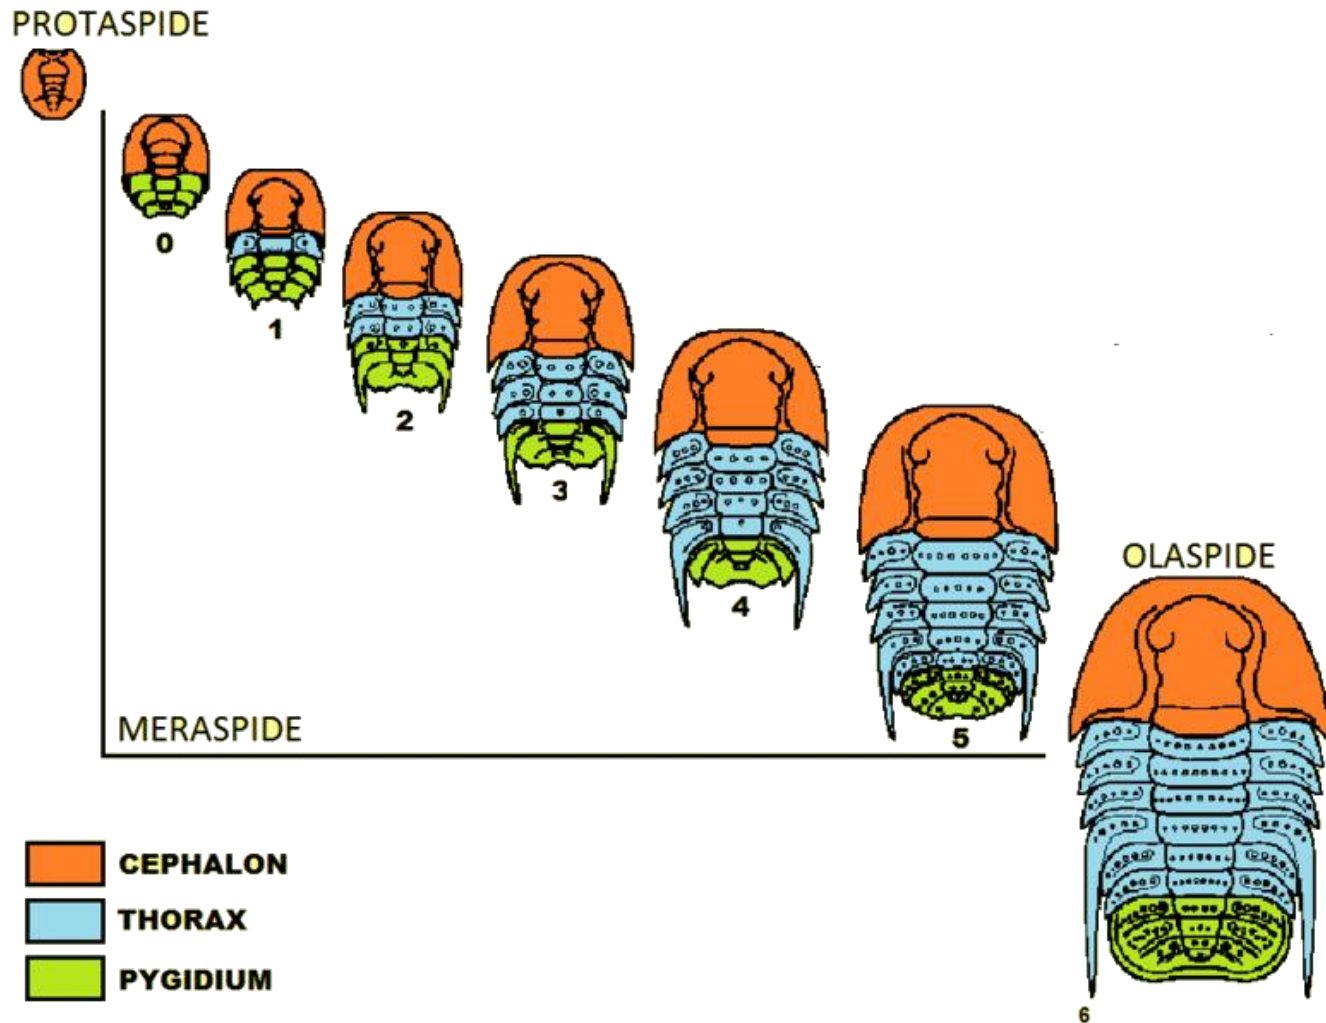 PROTASPIDE
0
1
2
3
4
5
OLASPIDE
MERASPIDE
6
CEPHALON
THORAX
PYGIDIUM